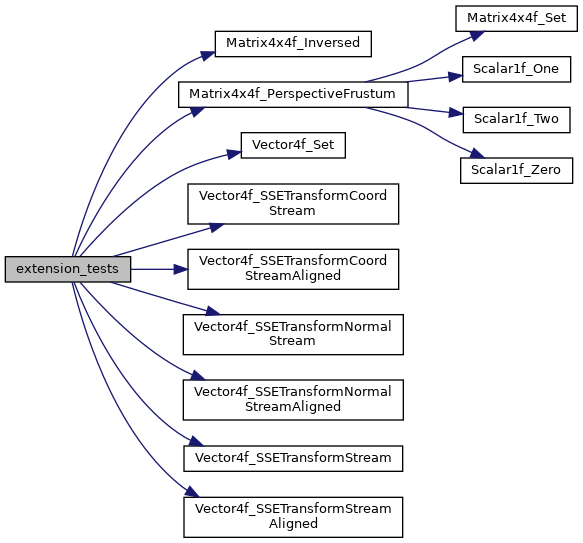 Matrix4x4f_Set
Matrix4x4f_Inversed
Scalar1f_One
Matrix4x4f_PerspectiveFrustum
Scalar1f_Two
Vector4f_Set
Scalar1f_Zero
Vector4f_SSETransformCoord
Stream
extension_tests
Vector4f_SSETransformCoord
StreamAligned
Vector4f_SSETransformNormal
Stream
Vector4f_SSETransformNormal
StreamAligned
Vector4f_SSETransformStream
Vector4f_SSETransformStream
Aligned